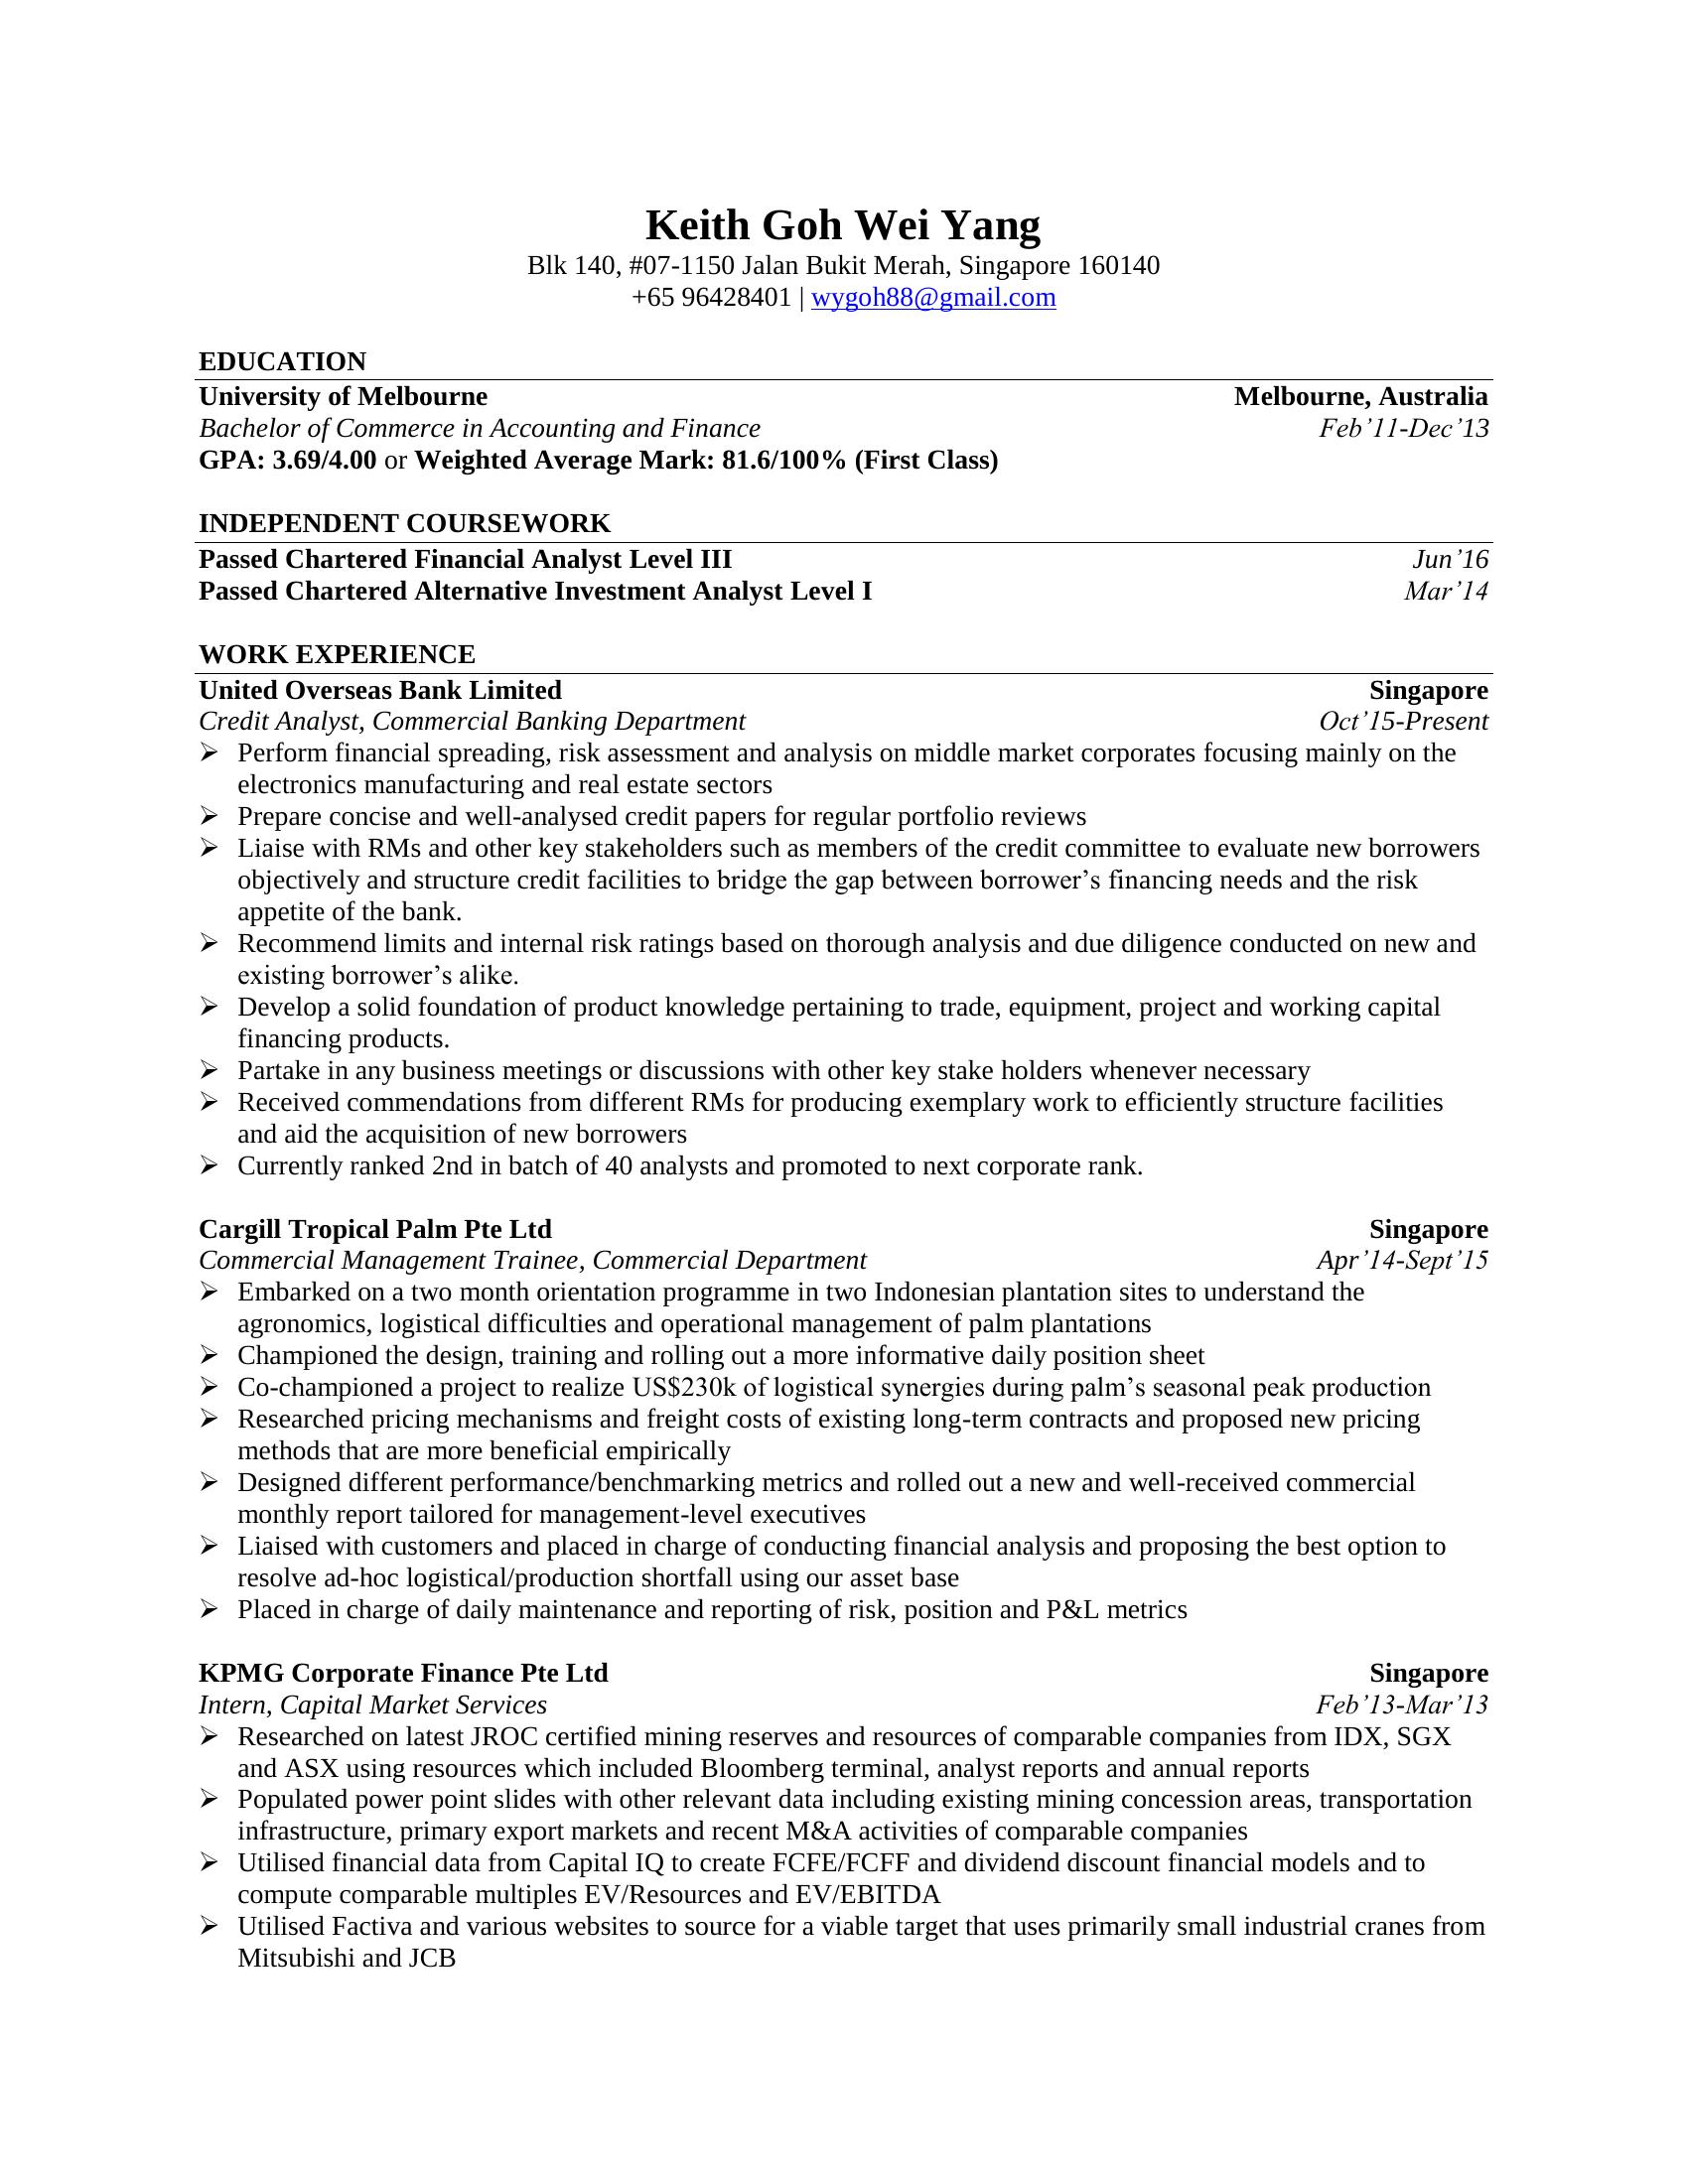 Keith Goh Wei Yang
Blk 140, #07-1150 Jalan Bukit Merah, Singapore 160140
+65 96428401 | wygoh88@gmail.com
EDUCATION
University of Melbourne Melbourne, Australia
Bachelor of Commerce in Accounting and Finance Feb’11-Dec’13
GPA: 3.69/4.00 or Weighted Average Mark: 81.6/100% (First Class)
INDEPENDENT COURSEWORK
Passed Chartered Financial Analyst Level III Jun’16
Passed Chartered Alternative Investment Analyst Level I Mar’14
WORK EXPERIENCE
United Overseas Bank Limited Singapore
Credit Analyst, Commercial Banking Department Oct’15-Present
➢ Perform financial spreading, risk assessment and analysis on middle market corporates focusing mainly on the
electronics manufacturing and real estate sectors
➢ Prepare concise and well-analysed credit papers for regular portfolio reviews
➢ Liaise with RMs and other key stakeholders such as members of the credit committee to evaluate new borrowers
objectively and structure credit facilities to bridge the gap between borrower’s financing needs and the risk
appetite of the bank.
➢ Recommend limits and internal risk ratings based on thorough analysis and due diligence conducted on new and
existing borrower’s alike.
➢ Develop a solid foundation of product knowledge pertaining to trade, equipment, project and working capital
financing products.
➢ Partake in any business meetings or discussions with other key stake holders whenever necessary
➢ Received commendations from different RMs for producing exemplary work to efficiently structure facilities
and aid the acquisition of new borrowers
➢ Currently ranked 2nd in batch of 40 analysts and promoted to next corporate rank.
Cargill Tropical Palm Pte Ltd Singapore
Commercial Management Trainee, Commercial Department Apr’14-Sept’15
➢ Embarked on a two month orientation programme in two Indonesian plantation sites to understand the
agronomics, logistical difficulties and operational management of palm plantations
➢ Championed the design, training and rolling out a more informative daily position sheet
➢ Co-championed a project to realize US$230k of logistical synergies during palm’s seasonal peak production
➢ Researched pricing mechanisms and freight costs of existing long-term contracts and proposed new pricing
methods that are more beneficial empirically
➢ Designed different performance/benchmarking metrics and rolled out a new and well-received commercial
monthly report tailored for management-level executives
➢ Liaised with customers and placed in charge of conducting financial analysis and proposing the best option to
resolve ad-hoc logistical/production shortfall using our asset base
➢ Placed in charge of daily maintenance and reporting of risk, position and P&L metrics
KPMG Corporate Finance Pte Ltd Singapore
Intern, Capital Market Services Feb’13-Mar’13
➢ Researched on latest JROC certified mining reserves and resources of comparable companies from IDX, SGX
and ASX using resources which included Bloomberg terminal, analyst reports and annual reports
➢ Populated power point slides with other relevant data including existing mining concession areas, transportation
infrastructure, primary export markets and recent M&A activities of comparable companies
➢ Utilised financial data from Capital IQ to create FCFE/FCFF and dividend discount financial models and to
compute comparable multiples EV/Resources and EV/EBITDA
➢ Utilised Factiva and various websites to source for a viable target that uses primarily small industrial cranes from
Mitsubishi and JCB